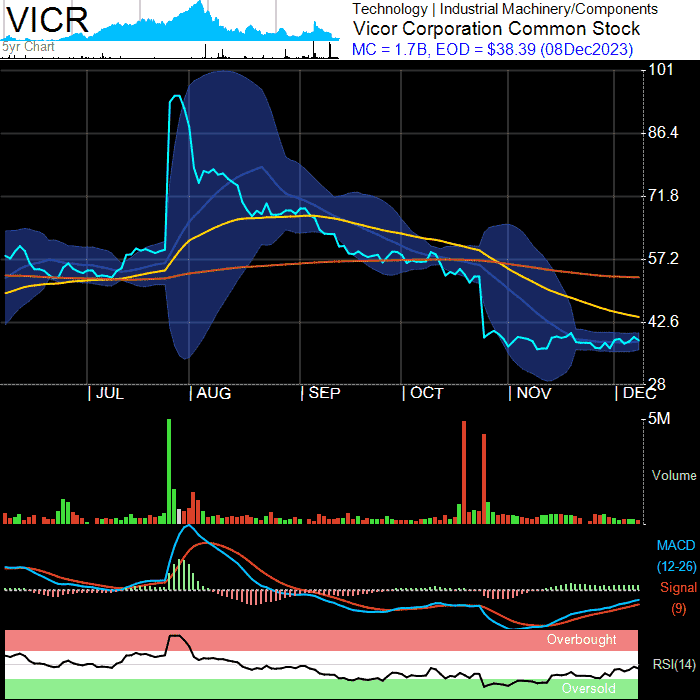 VICR
5yr Chart
Technology | Industrial Machinery/Components
Vicor Corporation Common Stock
MC = 1.7B, EOD = $38.39 (08Dec2023)
101
86.4
71.8
57.2
42.6
28
| JUL | AUG | SEP | OCT | NOV | DEC
5M
Volume
MACD
(12-26)
Signal
(9)
Overbought
RSI(14)
Oversold